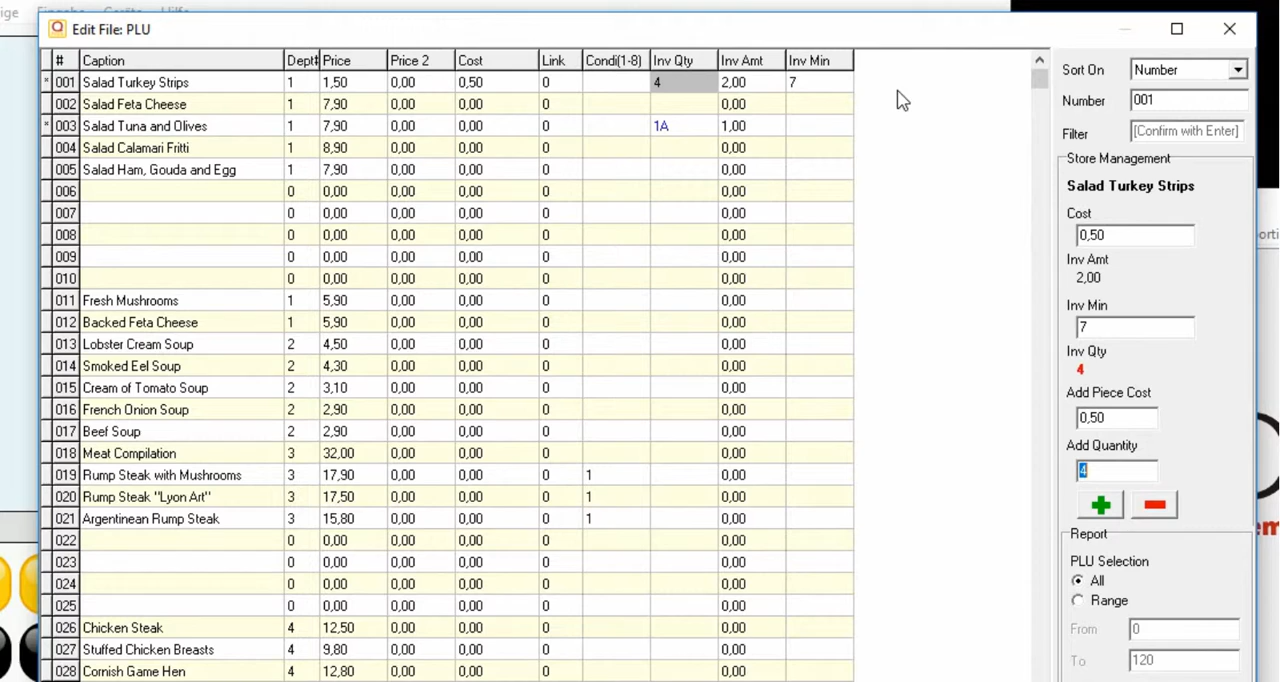 Edit File: PLU
# Caption Dept# Price Price 2 Cost Link Condi(1-8) Inv Qty Inv Amt Inv Min
* 001 Salad Turkey Strips 1 1,50 0,00 0,50 0 4 2,00 7
002 Salad Feta Cheese 1 7,90 0,00 0,00 0 0,00
* 003 Salad Tuna and Olives 1 7,90 0,00 0,00 0 1A 1,00
004 Salad Calamari Fritti 1 8,90 0,00 0,00 0 0,00
005 Salad Ham, Gouda and Egg 1 7,90 0,00 0,00 0 0,00
006 0 0,00 0,00 0,00 0 0,00
007 0 0,00 0,00 0,00 0 0,00
008 0 0,00 0,00 0,00 0 0,00
009 0 0,00 0,00 0,00 0 0,00
010 0 0,00 0,00 0,00 0 0,00
011 Fresh Mushrooms 1 5,90 0,00 0,00 0 0,00
012 Backed Feta Cheese 1 5,90 0,00 0,00 0 0,00
013 Lobster Cream Soup 2 4,50 0,00 0,00 0 0,00
014 Smoked Eel Soup 2 4,30 0,00 0,00 0 0,00
015 Cream of Tomato Soup 2 3,10 0,00 0,00 0 0,00
016 French Onion Soup 2 2,90 0,00 0,00 0 0,00
017 Beef Soup 2 2,90 0,00 0,00 0 0,00
018 Meat Compilation 3 32,00 0,00 0,00 0 0,00
019 Rump Steak with Mushrooms 3 17,90 0,00 0,00 0 1 0,00
020 Rump Steak "Lyon Art" 3 17,50 0,00 0,00 0 1 0,00
021 Argentinean Rump Steak 3 15,80 0,00 0,00 0 1 0,00
022 0 0,00 0,00 0,00 0 0,00
023 0 0,00 0,00 0,00 0 0,00
024 0 0,00 0,00 0,00 0 0,00
025 0 0,00 0,00 0,00 0 0,00
026 Chicken Steak 4 12,50 0,00 0,00 0 0,00
027 Stuffed Chicken Breasts 4 9,80 0,00 0,00 0 0,00
028 Cornish Game Hen 4 12,80 0,00 0,00 0 0,00
Sort On Number
Number 001
Filter [Confirm with Enter]
Store Management
Salad Turkey Strips
Cost
0,50
Inv Amt
2,00
Inv Min
7
Inv Qty
4
Add Piece Cost
0,50
Add Quantity
4
Report
PLU Selection
All
Range
From 0
To 120